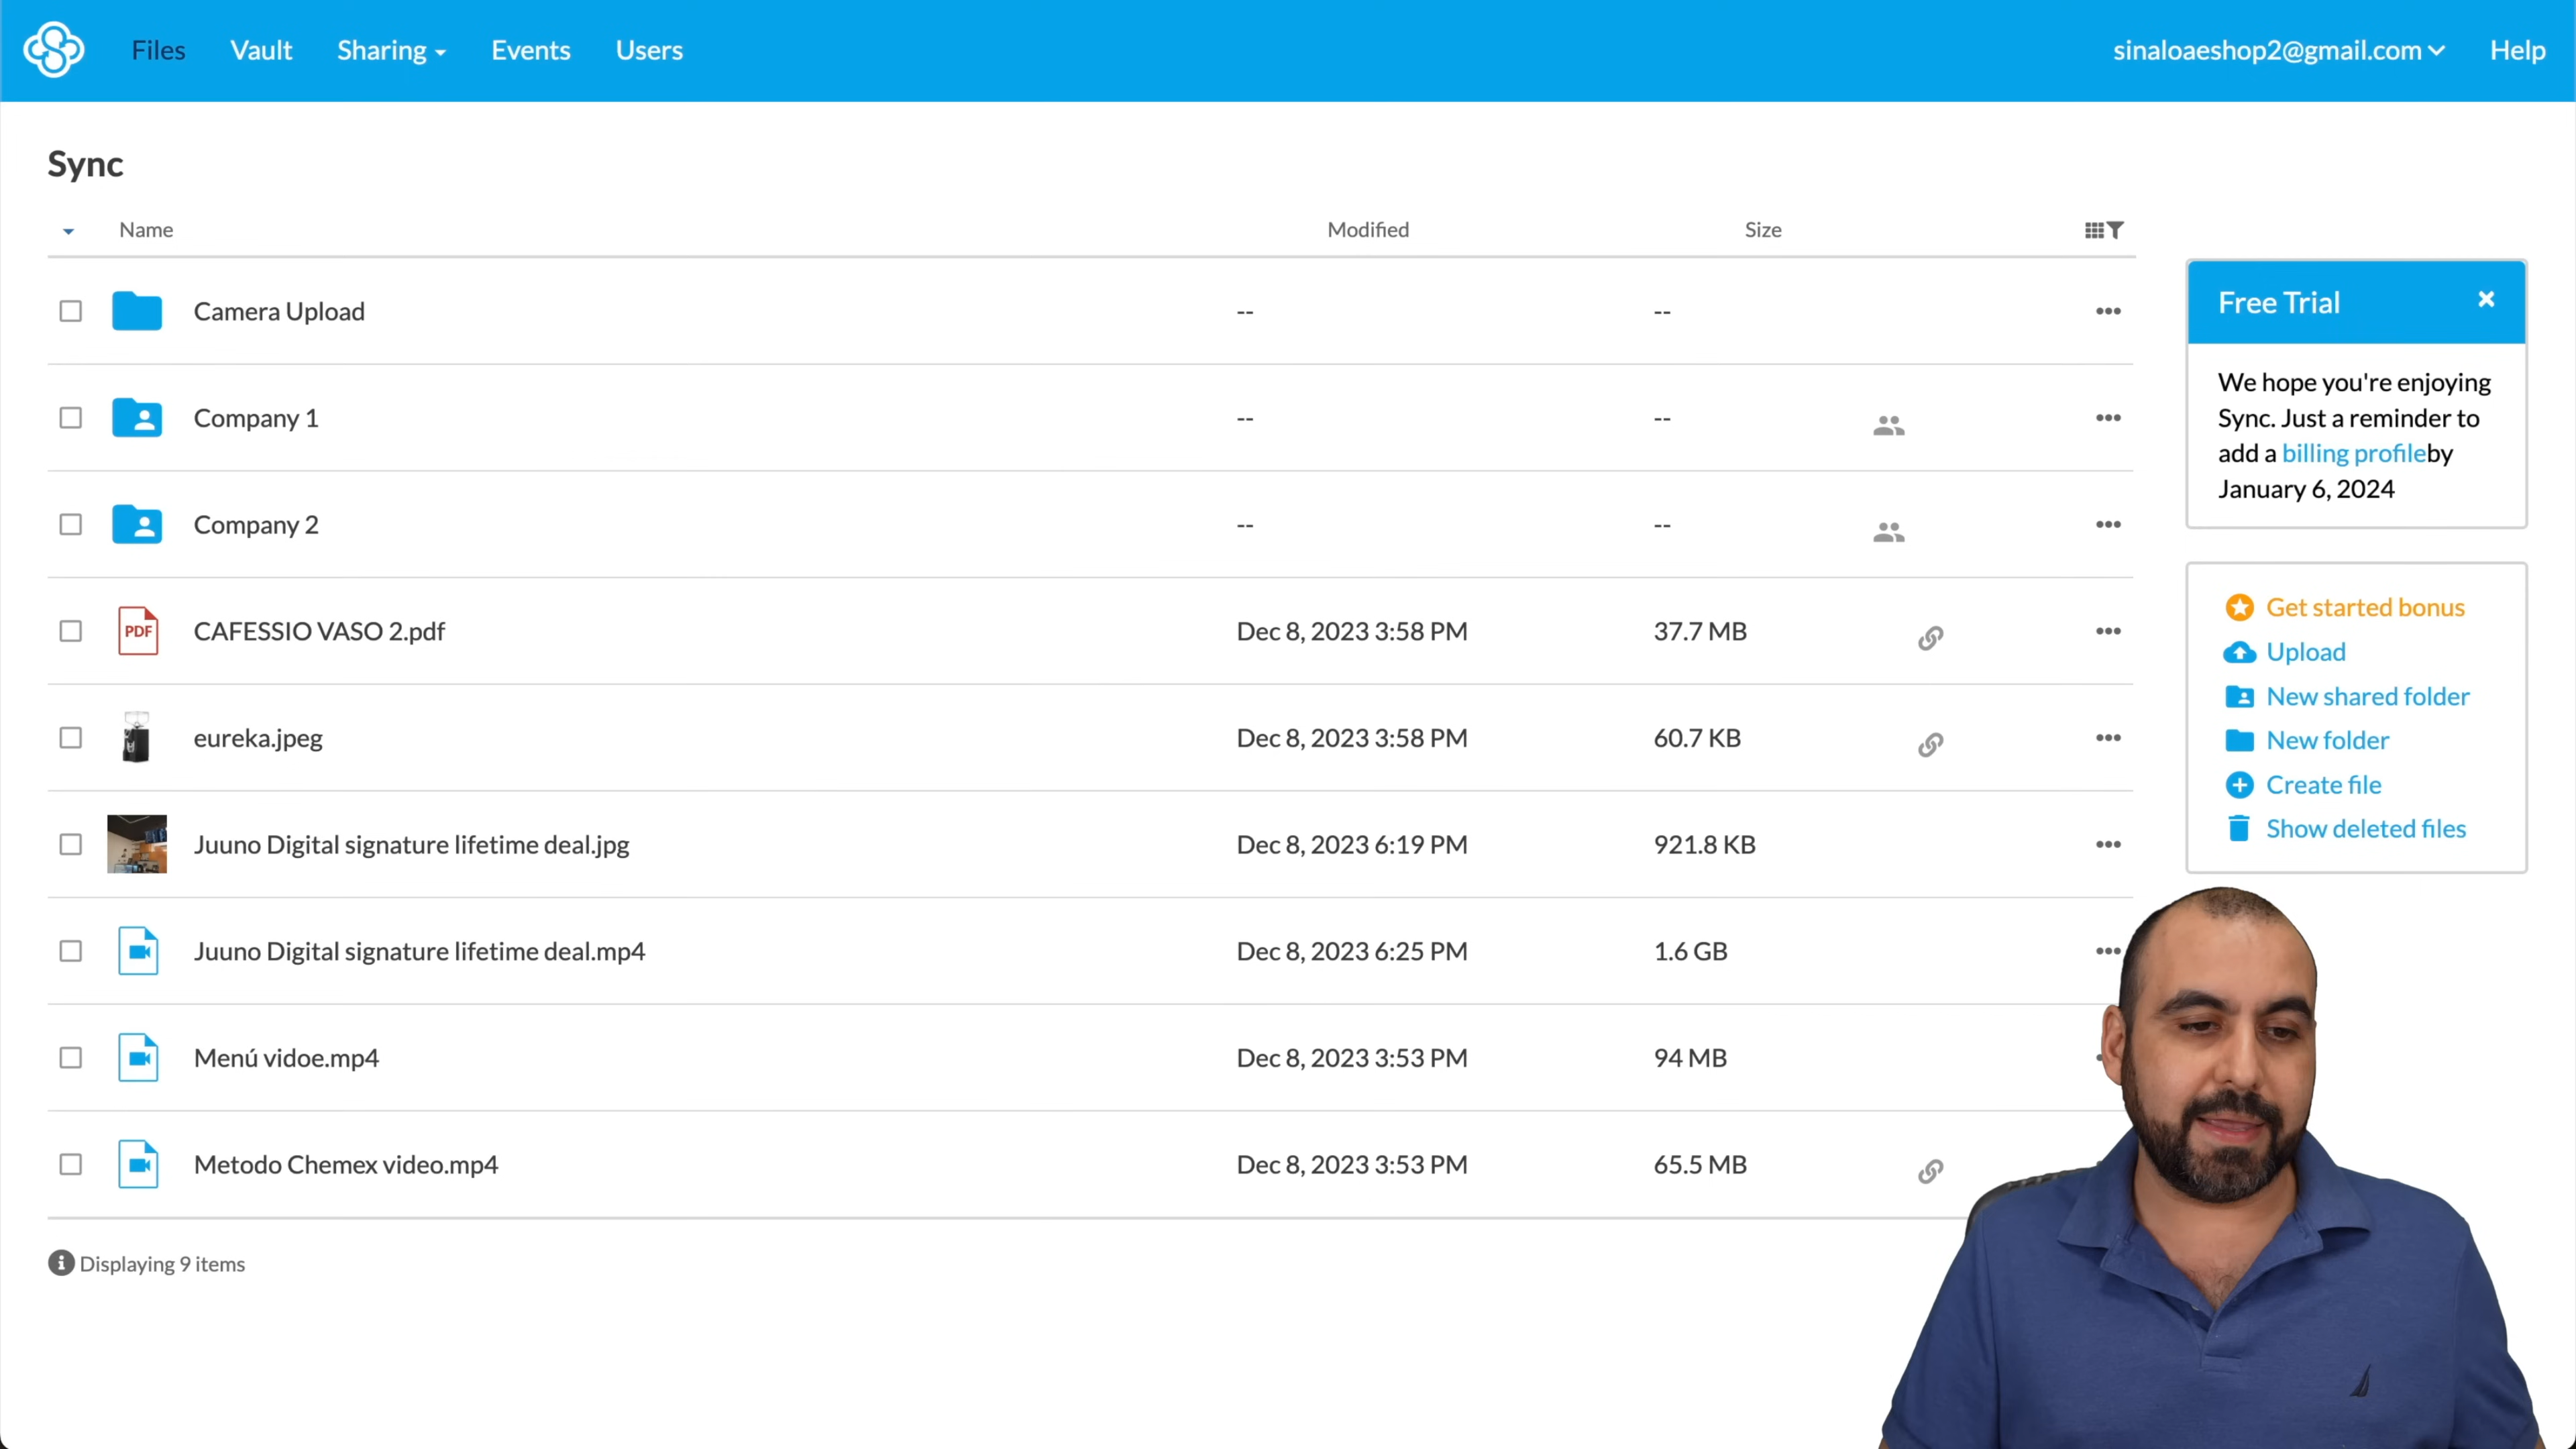 Files Vault Sharing Events Users sinaloaeshop2@gmail.com Help
Sync
Name Modified Size
Camera Upload -- --
Company 1 -- --
Company 2 -- --
PDF CAFESSIO VASO 2.pdf Dec 8, 2023 3:58 PM 37.7 MB
eureka.jpeg Dec 8, 2023 3:58 PM 60.7 KB
Juuno Digital signature lifetime deal.jpg Dec 8, 2023 6:19 PM 921.8 KB
Juuno Digital signature lifetime deal.mp4 Dec 8, 2023 6:25 PM 1.6 GB
Menú vidoe.mp4 Dec 8, 2023 3:53 PM 94 MB
Metodo Chemex video.mp4 Dec 8, 2023 3:53 PM 65.5 MB
Displaying 9 items
Free Trial
We hope you're enjoying
Sync. Just a reminder to
add a billing profileby
January 6, 2024
Get started bonus
Upload
New shared folder
New folder
Create file
Show deleted files